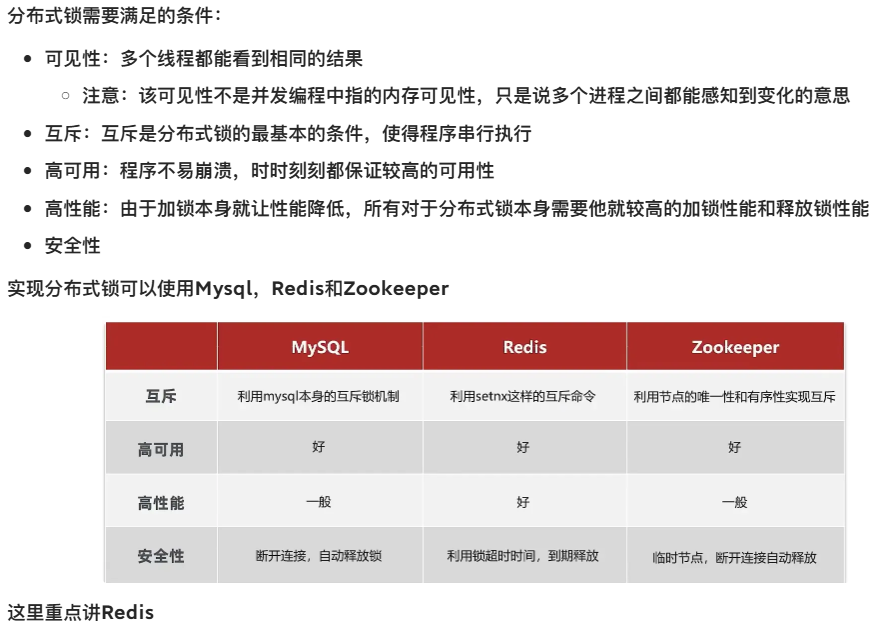 分布式锁需要满足的条件：
可见性：多个线程都能看到相同的结果
注意：该可见性不是并发编程中指的内存可见性，只是说多个进程之间都能感知到变化的意思
互斥：互斥是分布式锁的最基本的条件，使得程序串行执行
高可用：程序不易崩溃，时时刻刻都保证较高的可用性
高性能：由于加锁本身就让性能降低，所有对于分布式锁本身需要他就较高的加锁性能和释放锁性能
安全性
实现分布式锁可以使用Mysql，Redis和Zookeeper
MySQL Redis Zookeeper
互斥 利用mysql本身的互斥锁机制 利用setnx这样的互斥命令 利用节点的唯一性和有序性实现互斥
高可用 好 好 好
高性能 一般 好 一般
安全性 断开连接，自动释放锁 利用锁超时时间，到期释放 临时节点，断开连接自动释放
这里重点讲Redis